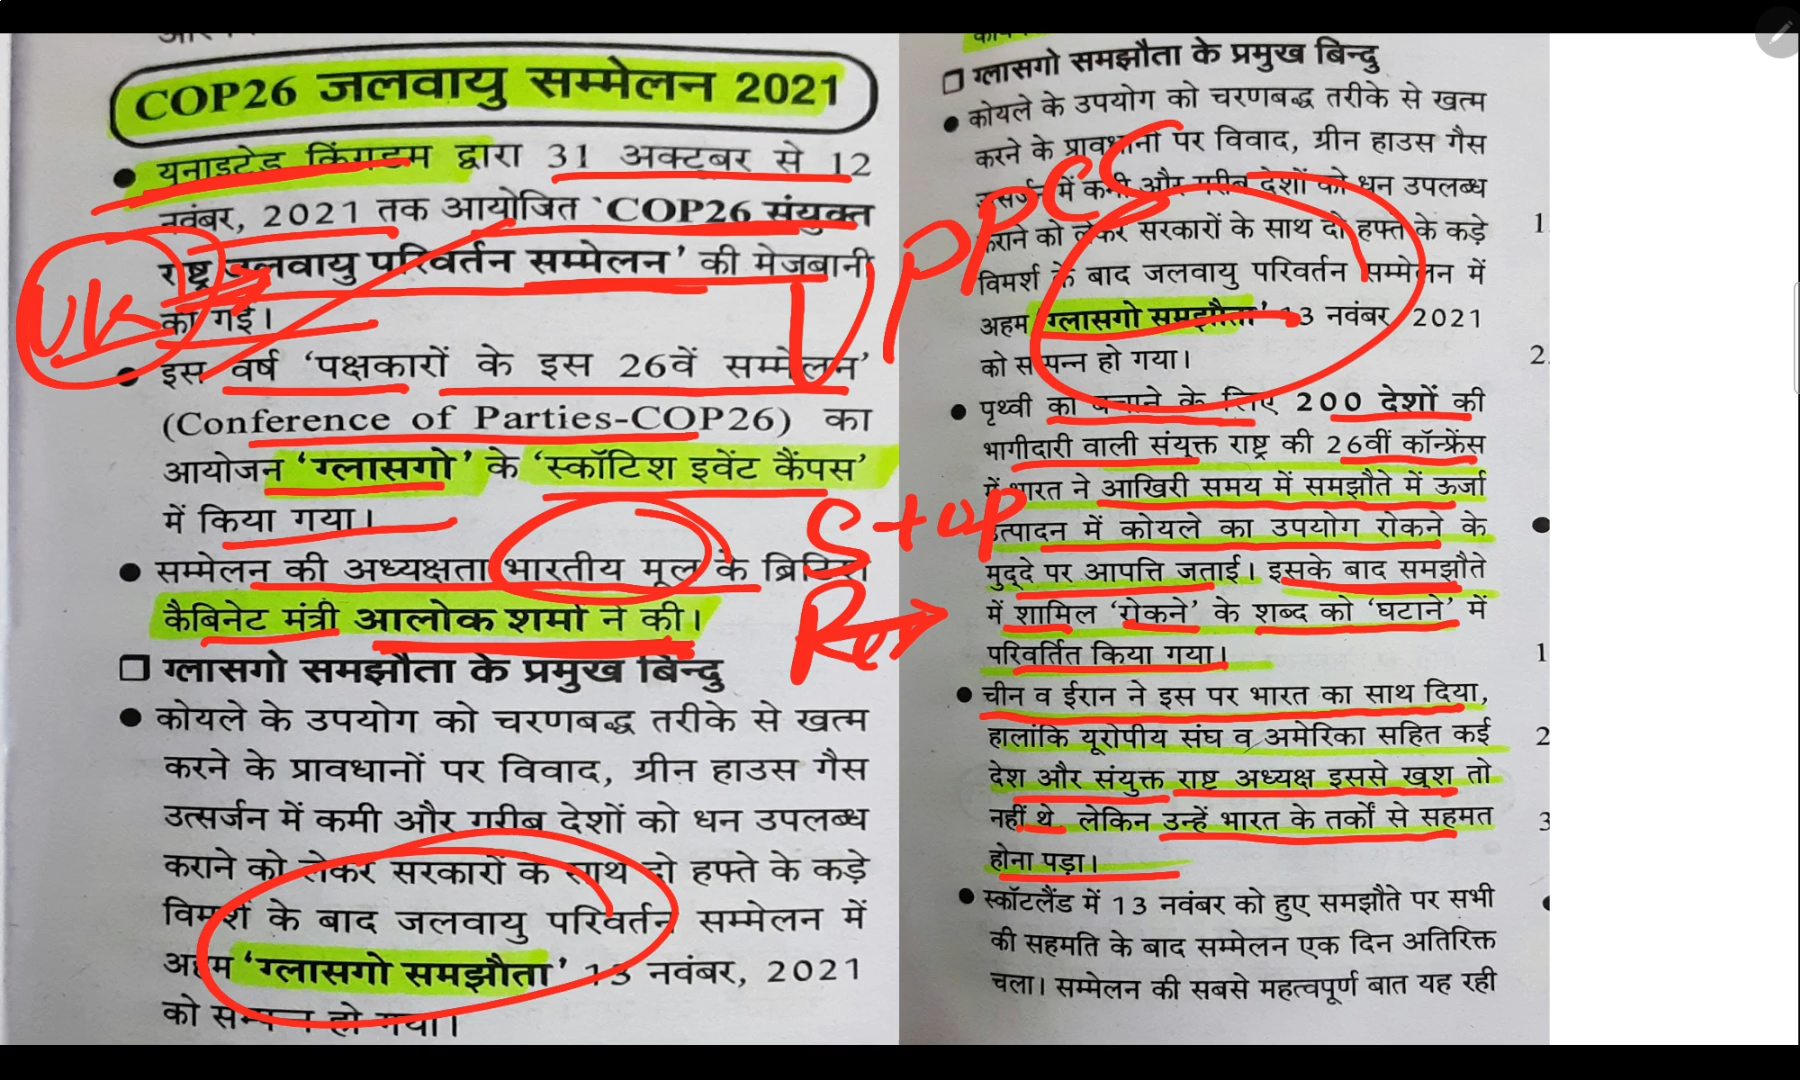 COP26 जलवायु सम्मेलन 2021
● यूनाइटेड किंगडम द्वारा 31 अक्टूबर से 12
नवंबर, 2021 तक आयोजित 'COP26 संयुक्त
राष्ट्र जलवायु परिवर्तन सम्मेलन' की मेजबानी
की गई।
UK
● इस वर्ष 'पक्षकारों के इस 26वें सम्मेलन'
(Conference of Parties-COP26) का
आयोजन 'ग्लासगो' के 'स्कॉटिश इवेंट कैंपस'
में किया गया।
● सम्मेलन की अध्यक्षता भारतीय मूल के ब्रिटिश
कैबिनेट मंत्री आलोक शर्मा ने की।
❑ ग्लासगो समझौता के प्रमुख बिन्दु
● कोयले के उपयोग को चरणबद्ध तरीके से खत्म
करने के प्रावधानों पर विवाद, ग्रीन हाउस गैस
उत्सर्जन में कमी और गरीब देशों को धन उपलब्ध
कराने को लेकर सरकारों के साथ दो हफ्ते के कड़े
विमर्श के बाद जलवायु परिवर्तन सम्मेलन में
अहम 'ग्लासगो समझौता' 13 नवंबर, 2021
को सम्पन्न हो गया।
UPPCS
Stop
❑ ग्लासगो समझौता के प्रमुख बिन्दु
● कोयले के उपयोग को चरणबद्ध तरीके से खत्म
करने के प्रावधानों पर विवाद, ग्रीन हाउस गैस
उत्सर्जन में कमी और गरीब देशों को धन उपलब्ध
कराने को लेकर सरकारों के साथ दो हफ्ते के कड़े
विमर्श के बाद जलवायु परिवर्तन सम्मेलन में
अहम 'ग्लासगो समझौता' 13 नवंबर, 2021
को सम्पन्न हो गया।
● पृथ्वी को बचाने के लिए 200 देशों की
भागीदारी वाली संयुक्त राष्ट्र की 26वीं कॉन्फ्रेंस
में भारत ने आखिरी समय में समझौते में ऊर्जा
उत्पादन में कोयले का उपयोग रोकने के
मुद्दे पर आपत्ति जताई। इसके बाद समझौते
में शामिल 'रोकने' के शब्द को 'घटाने' में
परिवर्तित किया गया।
● चीन व ईरान ने इस पर भारत का साथ दिया,
हालांकि यूरोपीय संघ व अमेरिका सहित कई
देश और संयुक्त राष्ट्र अध्यक्ष इससे खुश तो
नहीं थे, लेकिन उन्हें भारत के तर्कों से सहमत
होना पड़ा।
● स्कॉटलैंड में 13 नवंबर को हुए समझौते पर सभी
की सहमति के बाद सम्मेलन एक दिन अतिरिक्त
चला। सम्मेलन की सबसे महत्वपूर्ण बात यह रही
1
2.
1
2
3